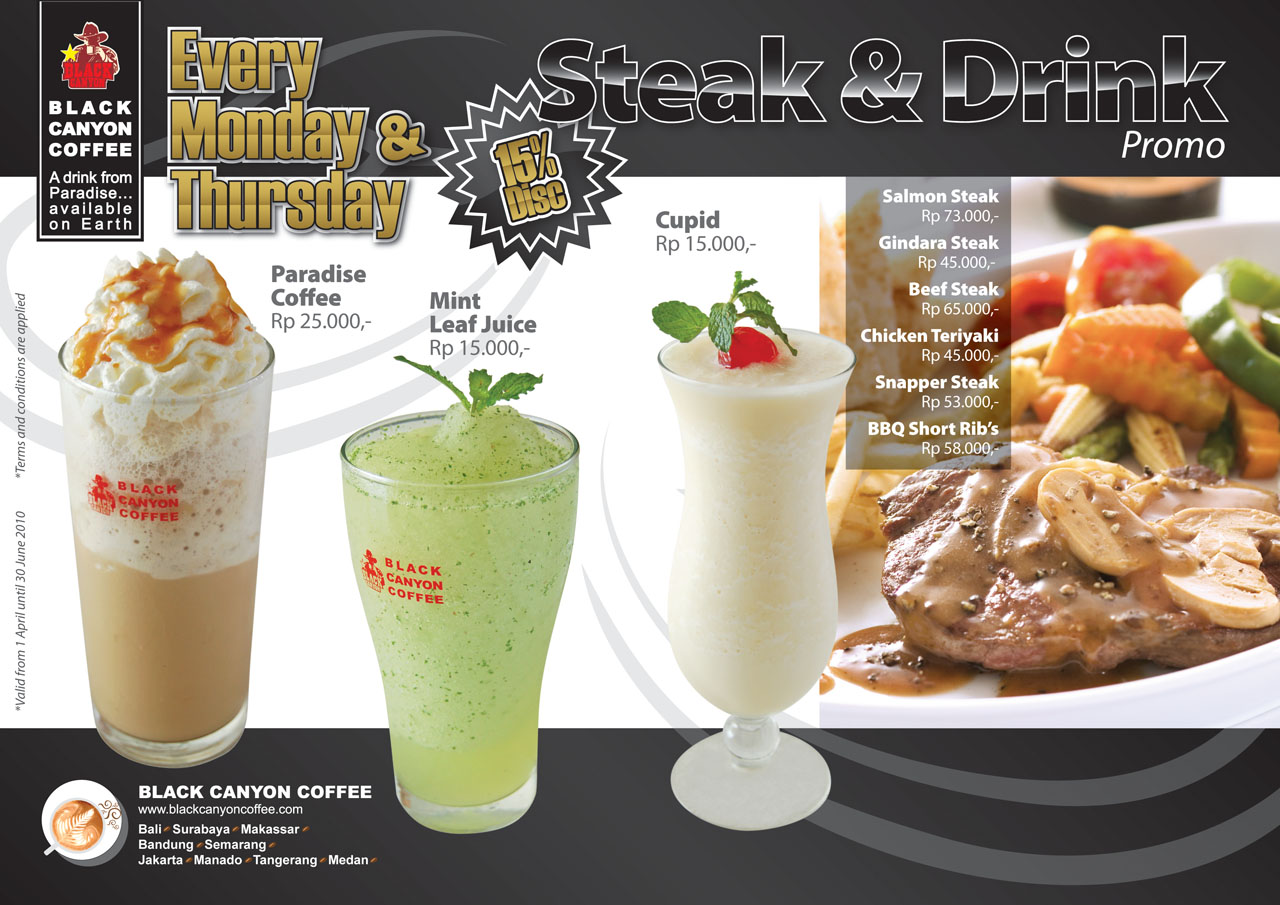 BLACK
CANYON
BLACK
CANYON
COFFEE
A drink from
Paradise...
available
on Earth
Every
Monday &
Thursday
15%
Disc
Steak & Drink
Promo
Paradise
Coffee
Rp 25.000,-
Mint
Leaf Juice
Rp 15.000,-
Cupid
Rp 15.000,-
Salmon Steak
Rp 73.000,-
Gindara Steak
Rp 45.000,-
Beef Steak
Rp 65.000,-
Chicken Teriyaki
Rp 45.000,-
Snapper Steak
Rp 53.000,-
BBQ Short Rib's
Rp 58.000,-
*Terms and conditions are applied
*Valid from 1 April until 30 June 2010
BLACK
CANYON
COFFEE
BLACK
CANYON
COFFEE
BLACK CANYON COFFEE
www.blackcanyoncoffee.com
Bali Surabaya Makassar
Bandung Semarang
Jakarta Manado Tangerang Medan